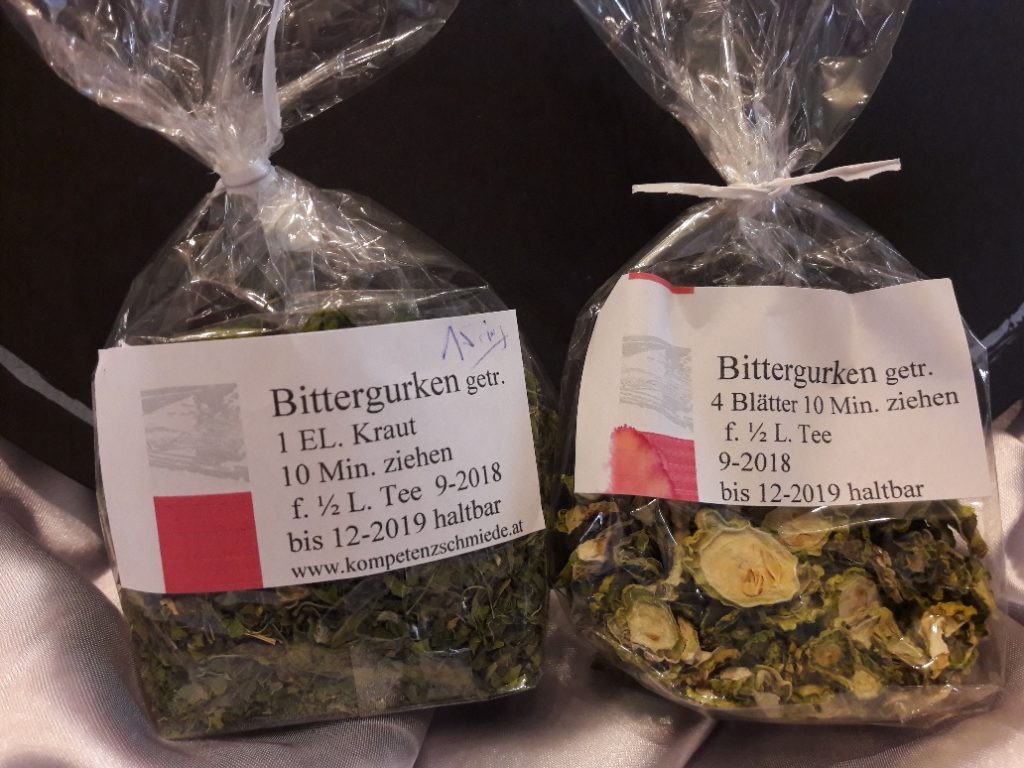 Bittergurken getr.
1 EL. Kraut
10 Min. ziehen
f. ½ L. Tee 9-2018
bis 12-2019 haltbar
www.kompetenzschmiede.at
Bittergurken getr.
4 Blätter 10 Min. ziehen
f. ½ L. Tee
9-2018
bis 12-2019 haltbar